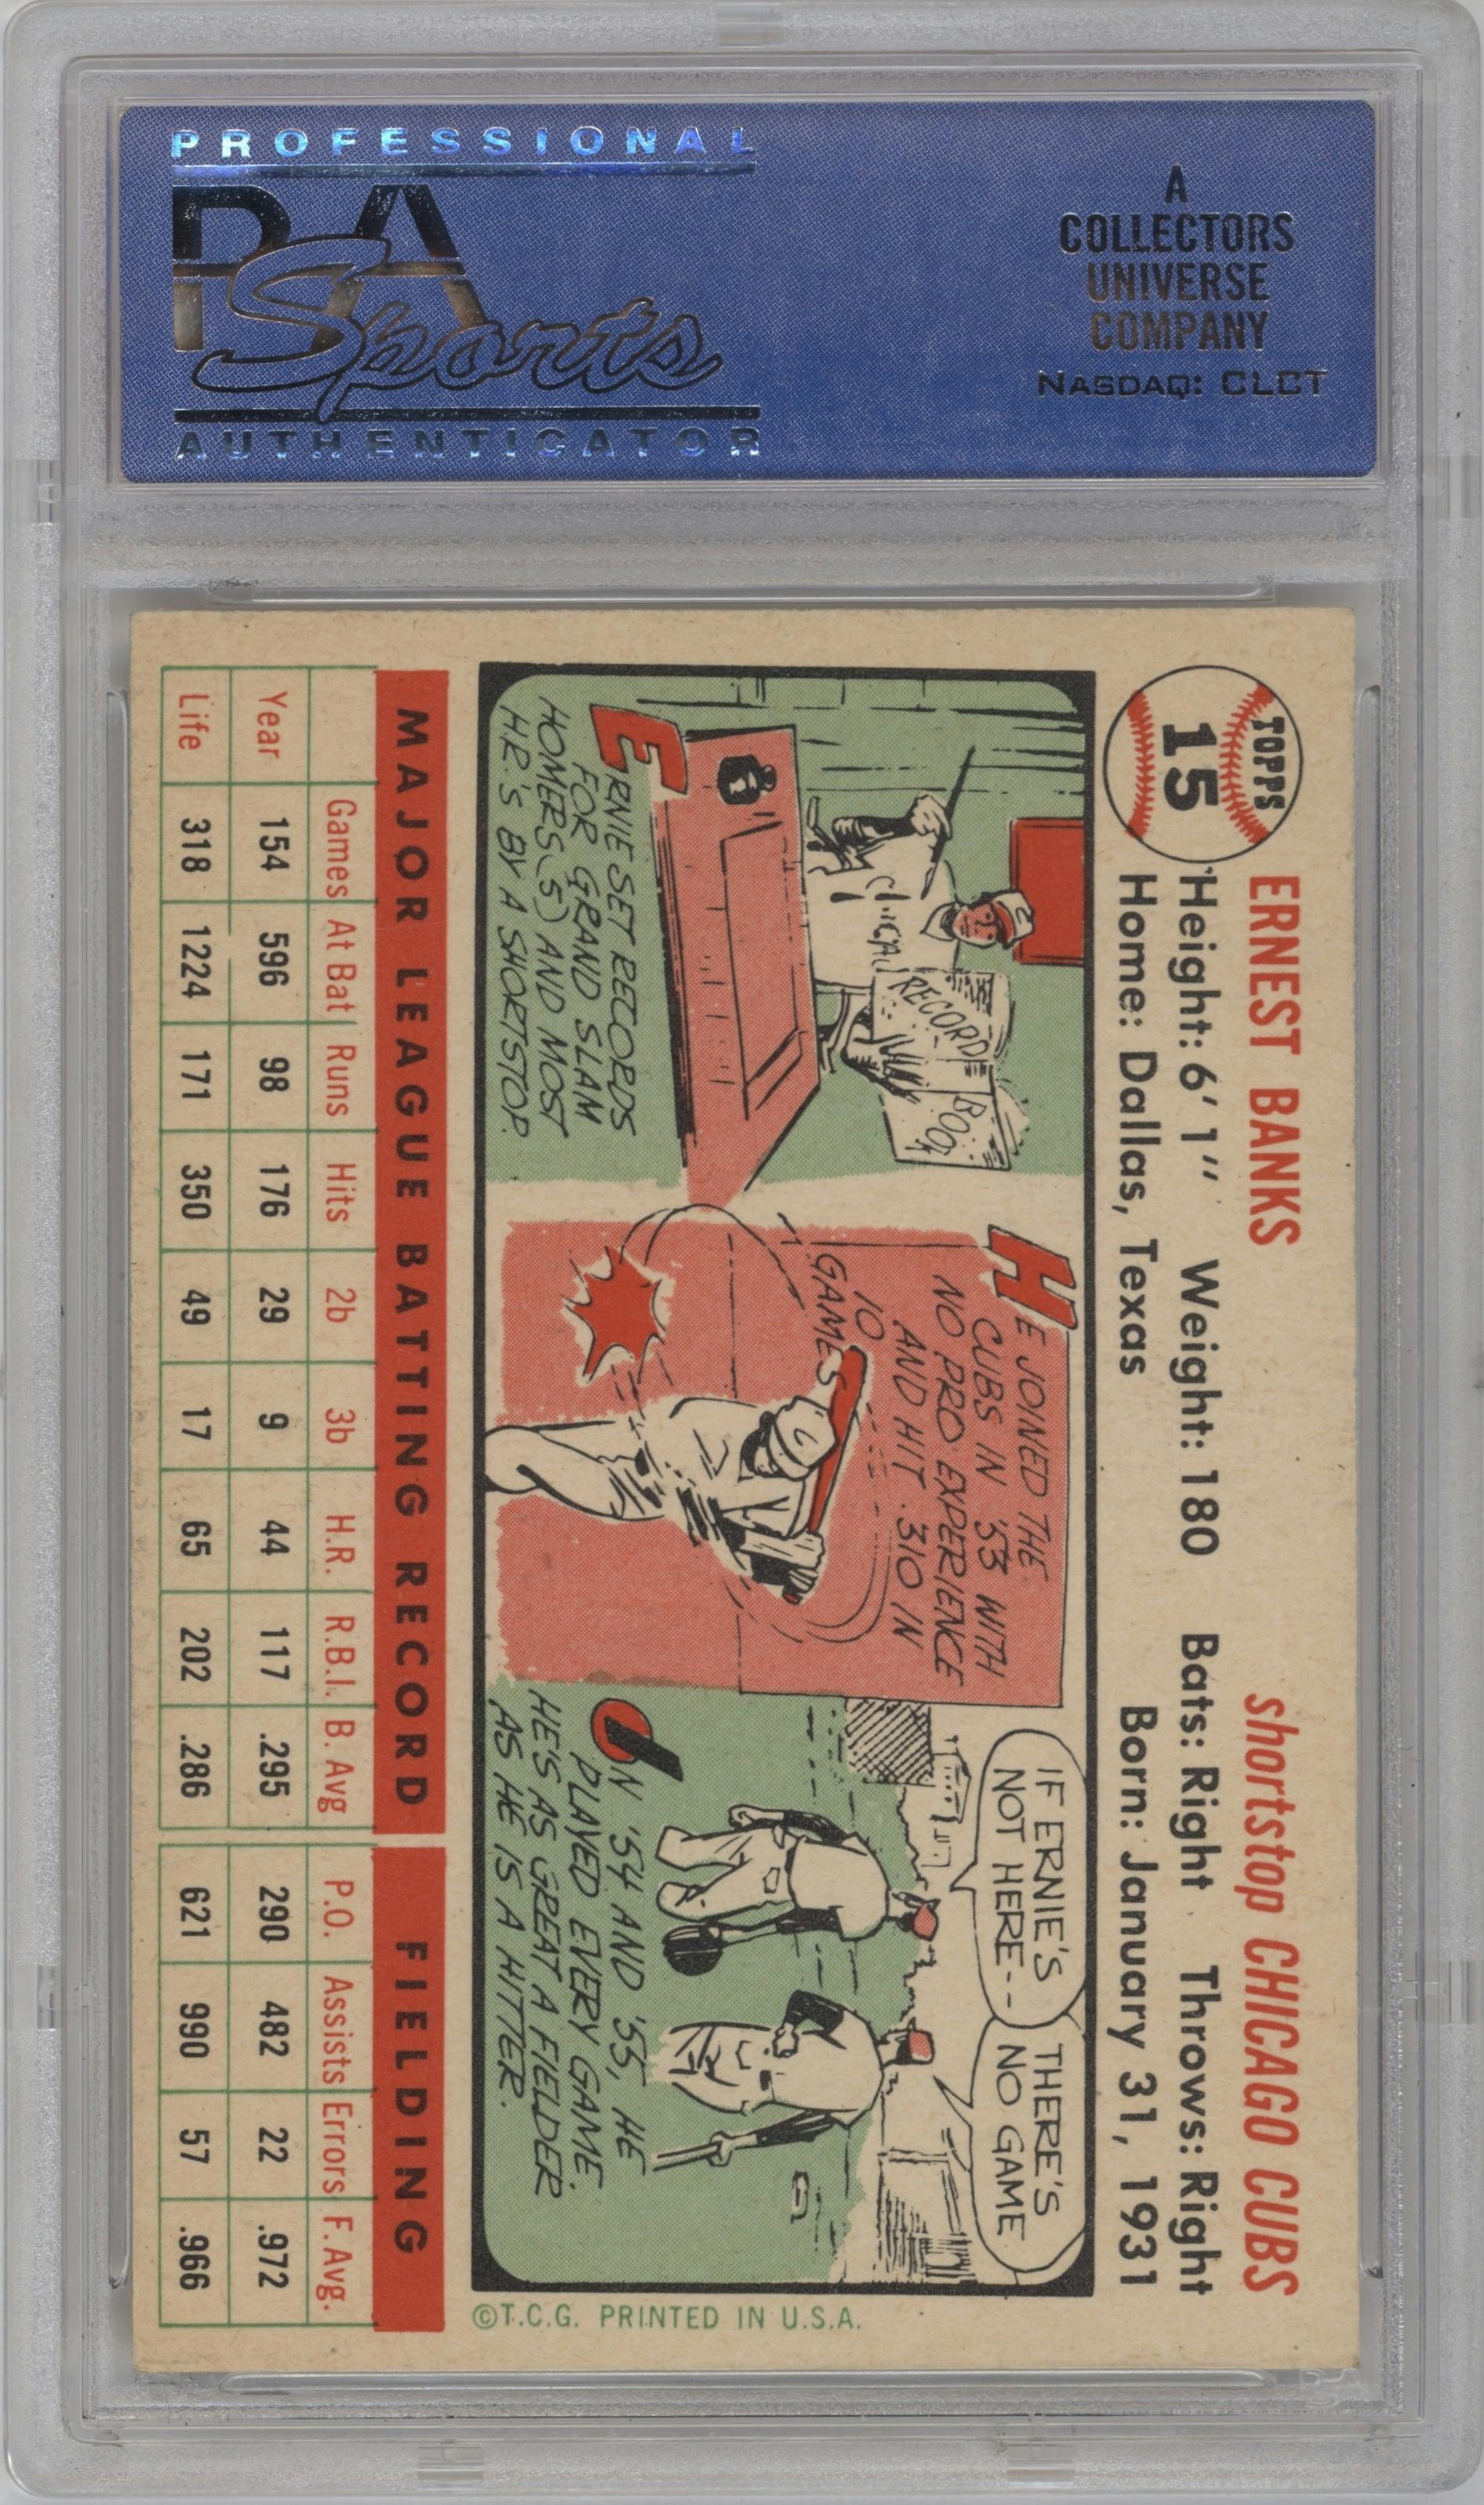 PROFESSIONAL
PSA
Sports
AUTHENTICATOR
A
COLLECTORS
UNIVERSE
COMPANY
NASDAQ: CLCT
TOPPS
15
ERNEST BANKS
shortstop CHICAGO CUBS
Height: 6' 1" Weight: 180 Bats: Right Throws: Right
Home: Dallas, Texas Born: January 31, 1931
CHICA
RECORD
BOO
ERNIE SET RECORDS
FOR GRAND SLAM
HOMERS (5) AND MOST
H.R.'S BY A SHORTSTOP.
HE JOINED THE
CUBS IN '53 WITH
NO PRO EXPERIENCE
AND HIT .310 IN
10
GAMES
C
IF ERNIE'S
NOT HERE--
THERE'S
NO GAME
IN '54 AND '55, HE
PLAYED EVERY GAME.
HE'S AS GREAT A FIELDER
AS HE IS A HITTER.
©T.C.G. PRINTED IN U.S.A.
MAJOR LEAGUE BATTING RECORD FIELDING
Games At Bat Runs Hits 2b 3b H.R. R.B.I. B. Avg P.O. Assists Errors F. Avg.
Year 154 596 98 176 29 9 44 117 .295 290 482 22 .972
Life 318 1224 171 350 49 17 65 202 .286 621 990 57 .966
PSA